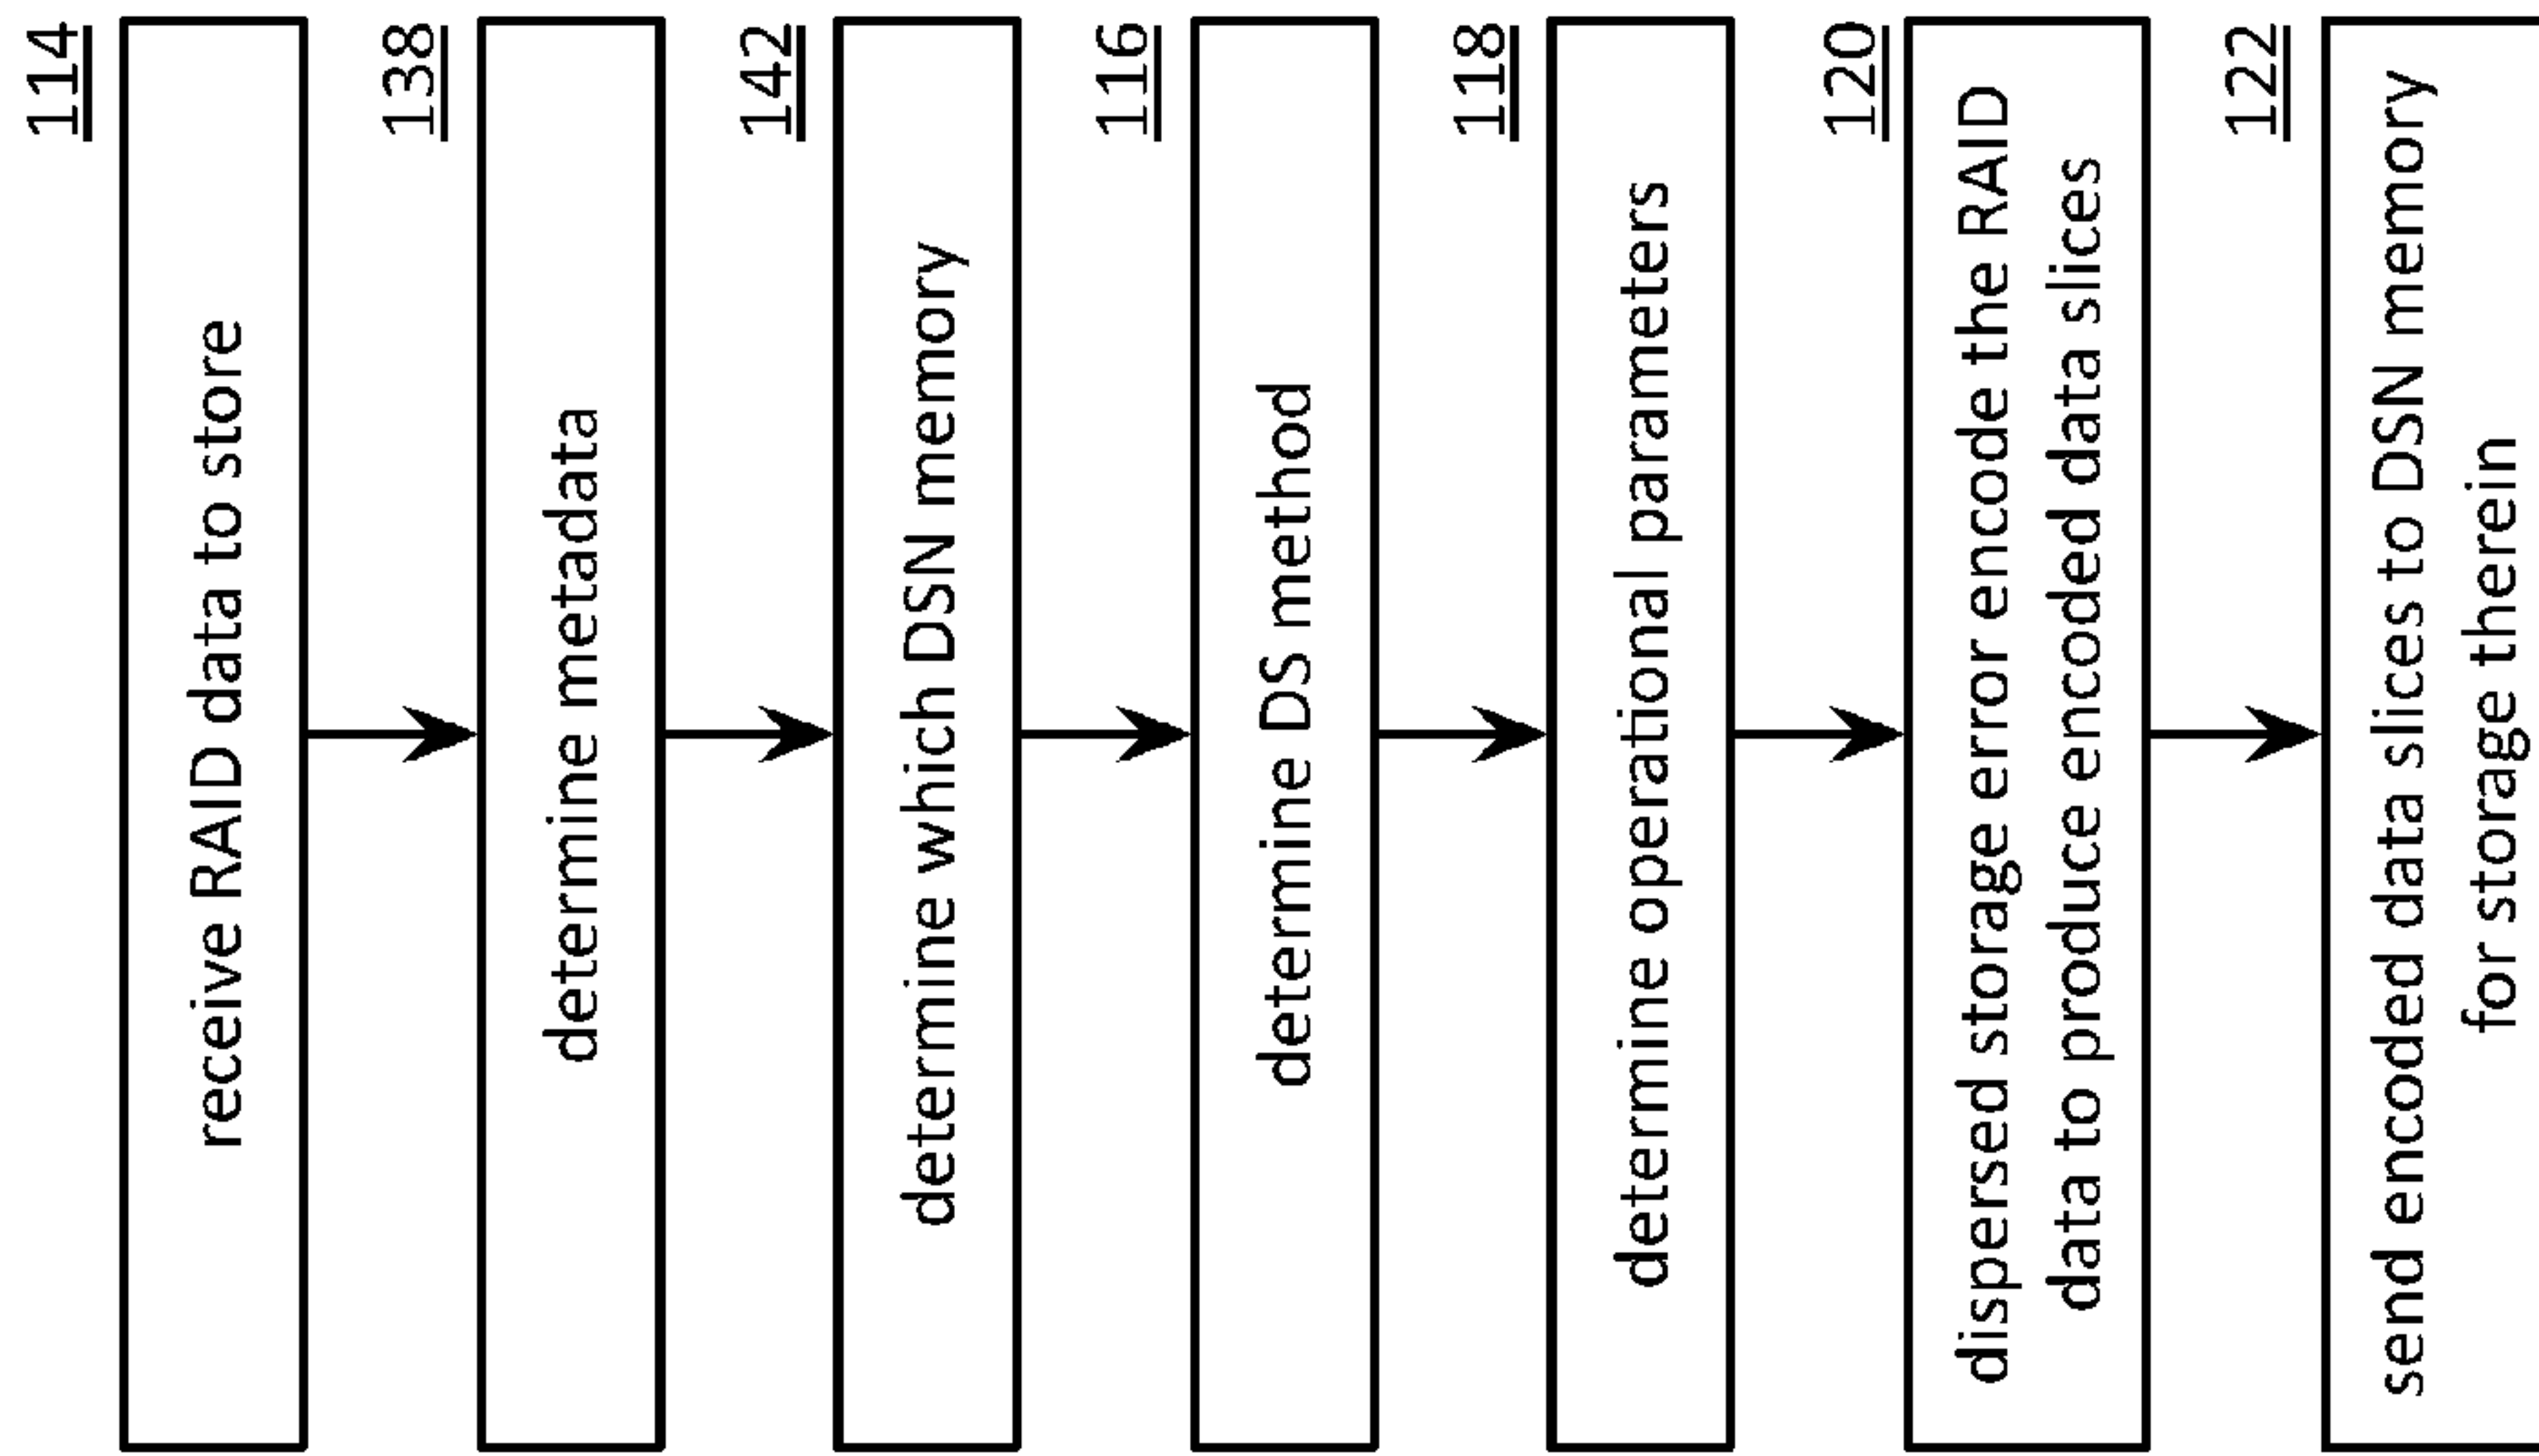 114
receive RAID data to store
138
determine metadata
142
determine which DSN memory
116
determine DS method
118
determine operational parameters
120
dispersed storage error encode the RAID
data to produce encoded data slices
122
send encoded data slices to DSN memory
for storage therein